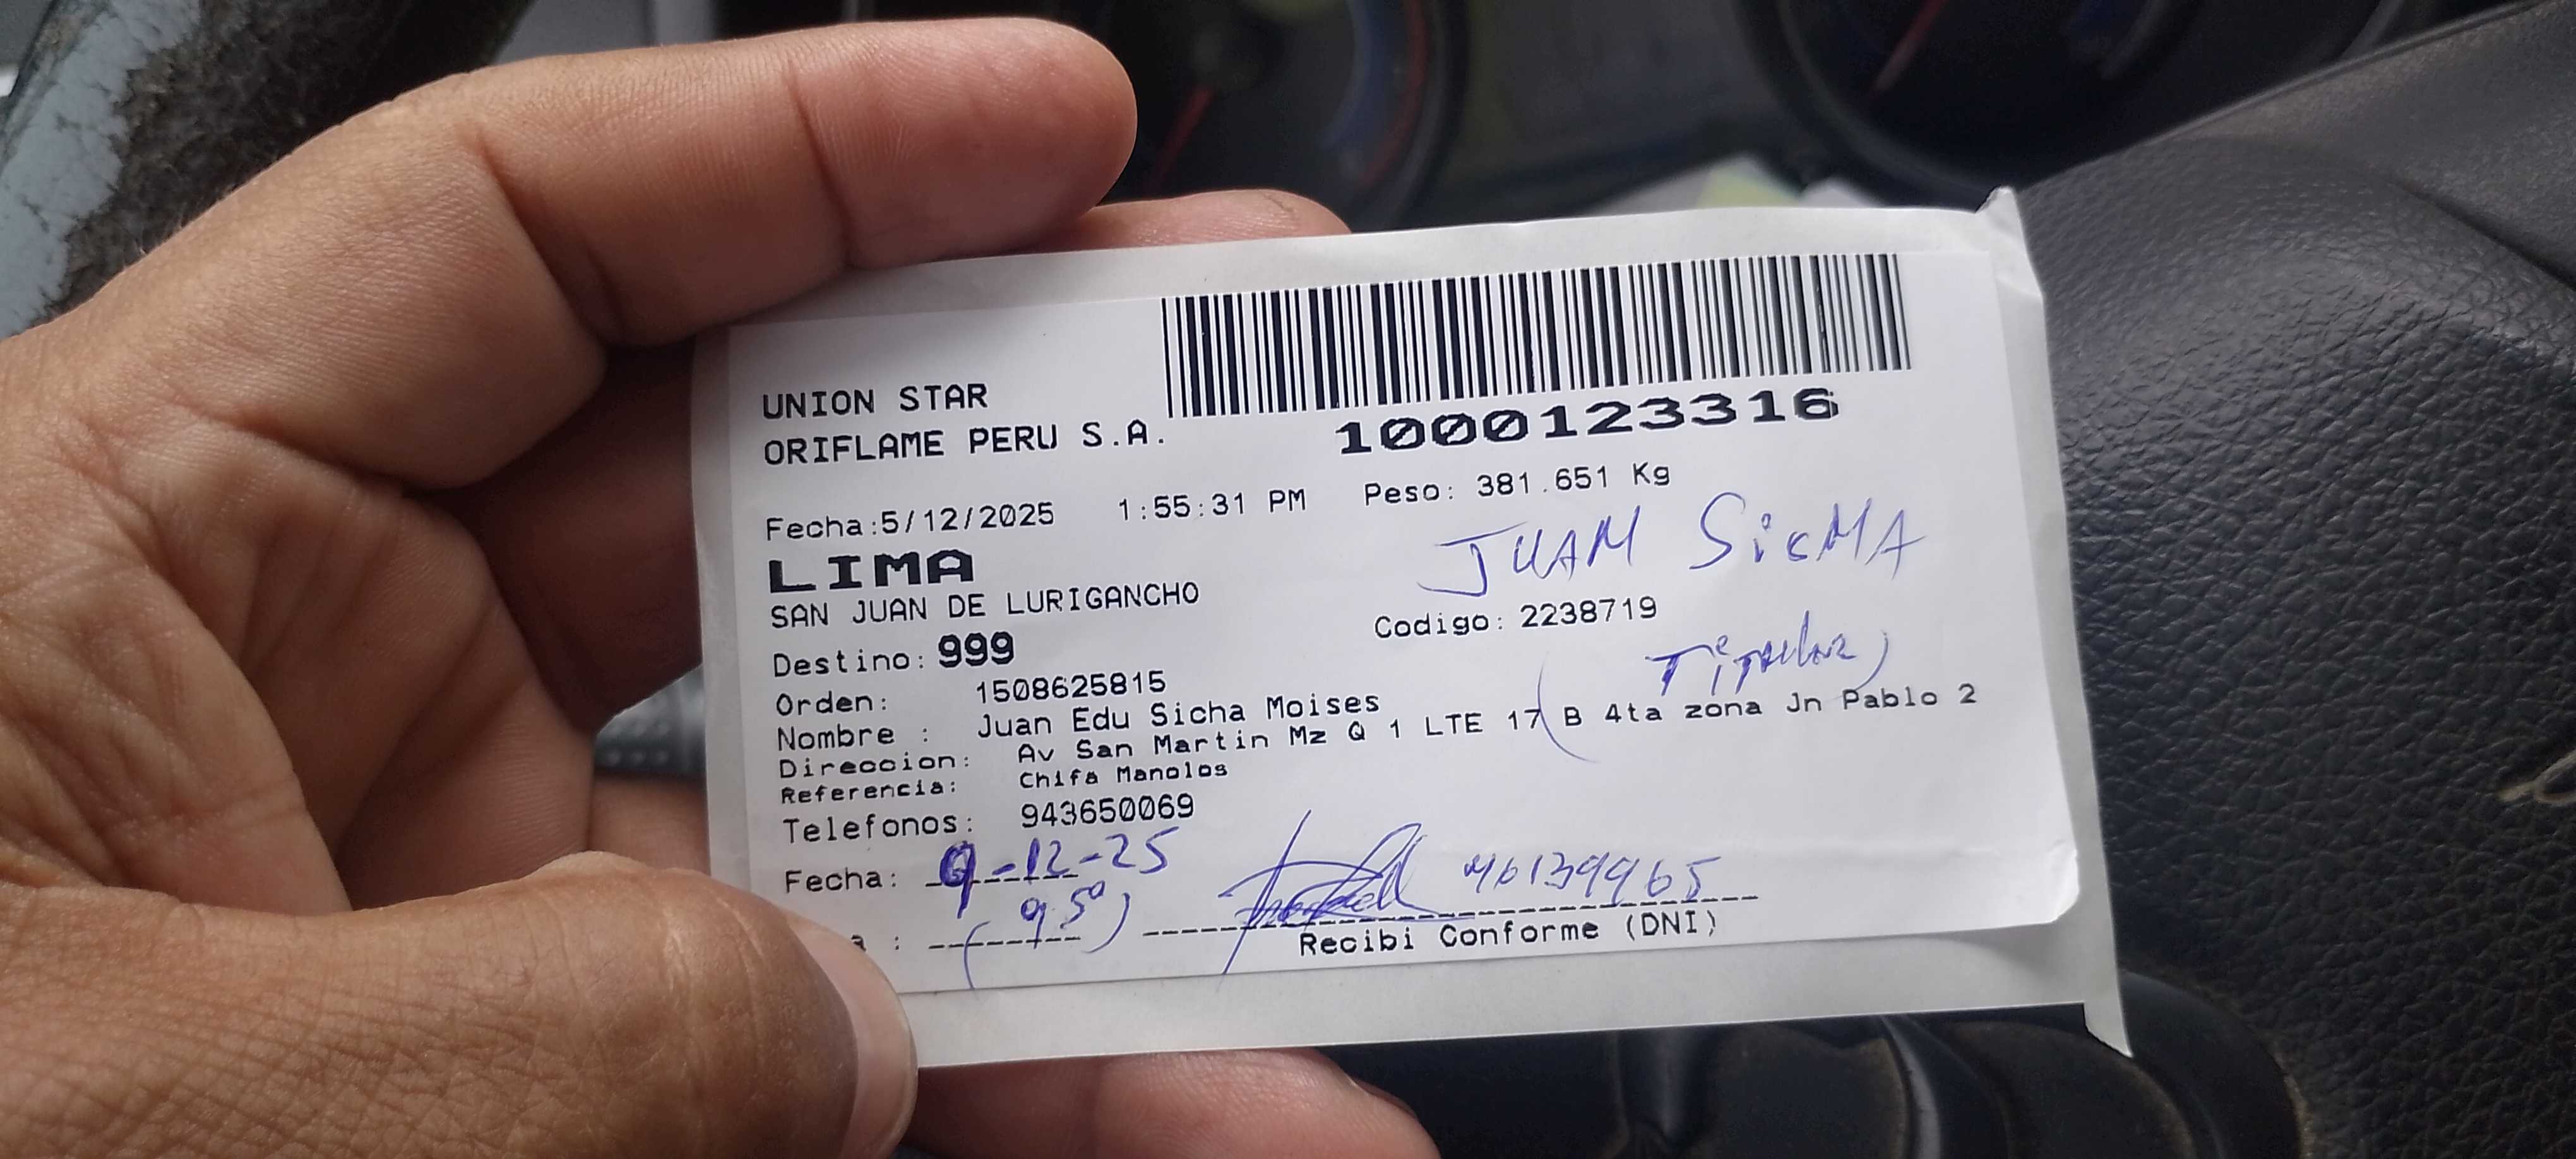 UNION STAR
ORIFLAME PERU S.A.
1000123316
Fecha:5/12/2025 1:55:31 PM Peso: 381.651 Kg
LIMA
JUAN SicHA
SAN JUAN DE LURIGANCHO
Codigo: 2238719
Destino: 999
(Titular)
Orden: 1508625815
Nombre : Juan Edu Sicha Moises
Direccion: Av San Martin Mz Q 1 LTE 17 B 4ta zona Jn Pablo 2
Referencia: Chifa Manolos
Telefonos: 943650069
Fecha: 9-12-25
a : (9.50)
46139965
Recibi Conforme (DNI)